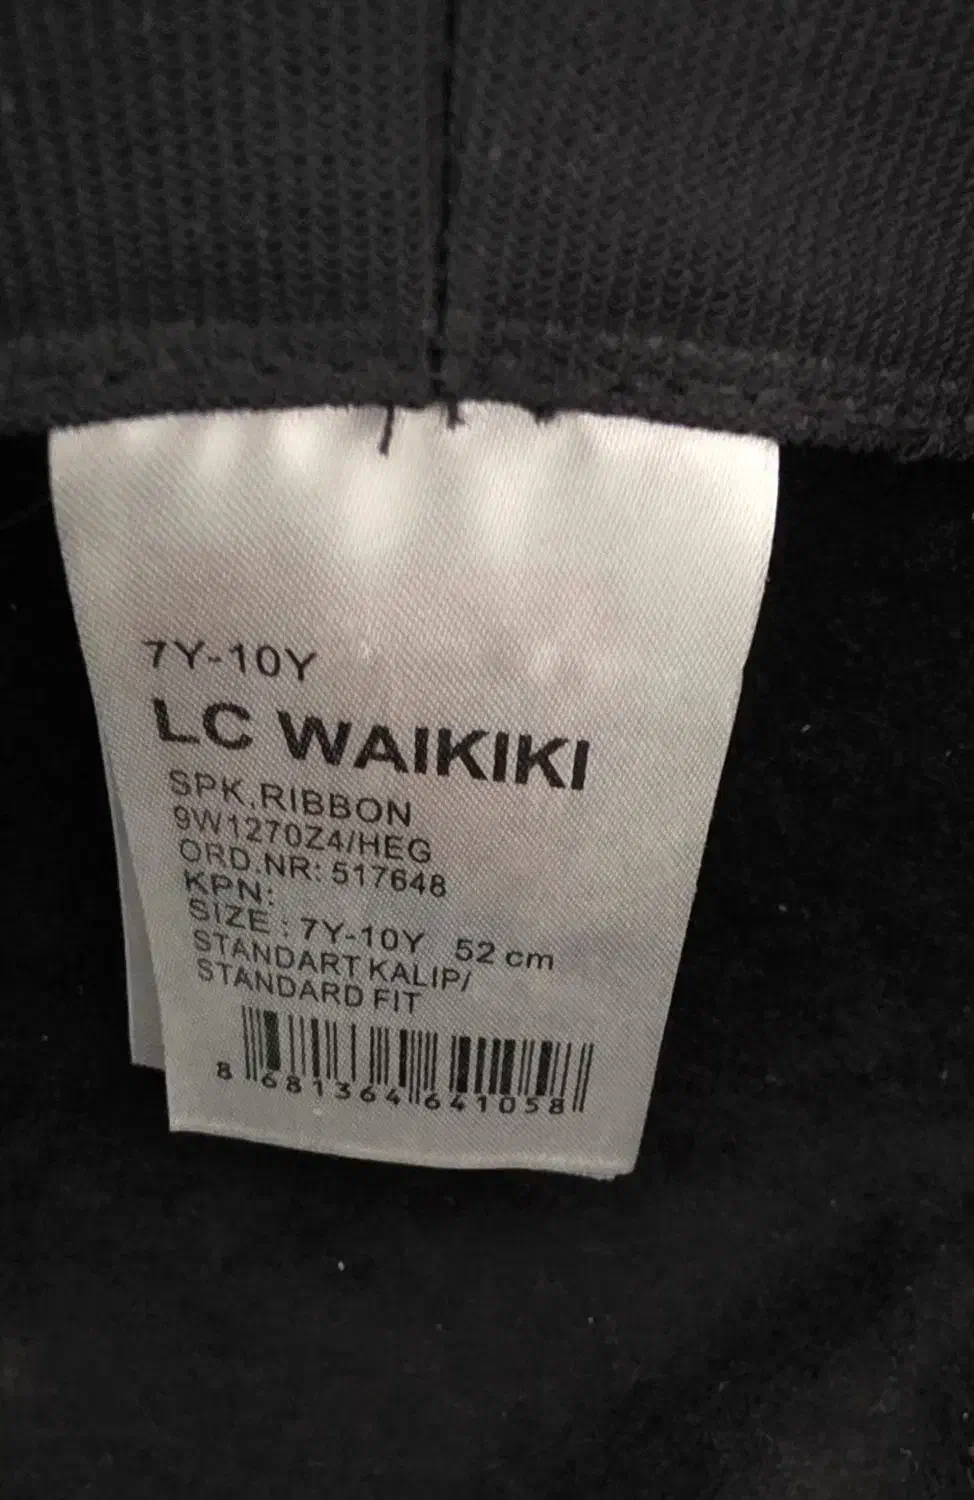 7Y-10Y
LC WAIKIKI
SPK.RIBBON
9W1270Z4/HEG
ORD.NR: 517648
KPN:
SIZE : 7Y-10Y 52 cm
STANDART KALIP/
STANDARD FIT
8 681364 641058